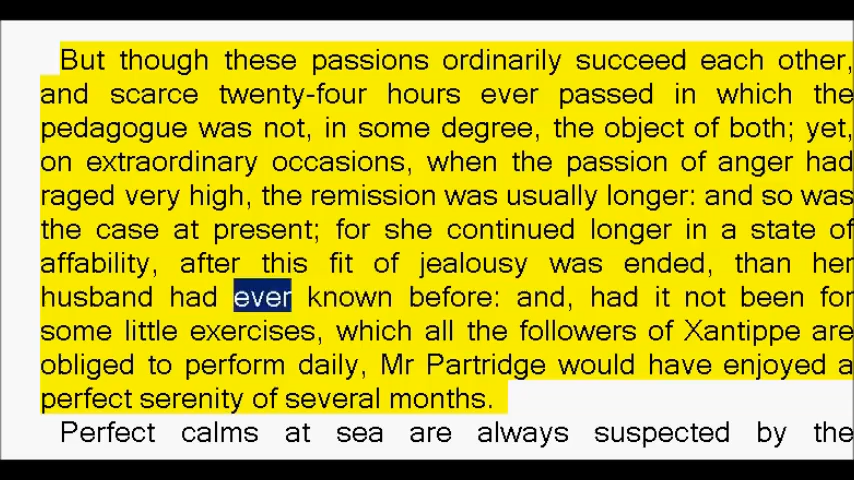 But though these passions ordinarily succeed each other,
and scarce twenty-four hours ever passed in which the
pedagogue was not, in some degree, the object of both; yet,
on extraordinary occasions, when the passion of anger had
raged very high, the remission was usually longer: and so was
the case at present; for she continued longer in a state of
affability, after this fit of jealousy was ended, than her
husband had ever known before: and, had it not been for
some little exercises, which all the followers of Xantippe are
obliged to perform daily, Mr Partridge would have enjoyed a
perfect serenity of several months.
Perfect calms at sea are always suspected by the